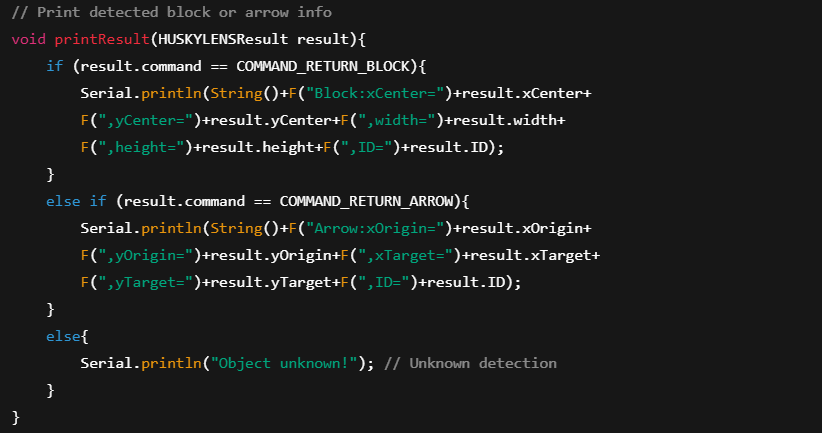 // Print detected block or arrow info
void printResult(HUSKYLENSResult result){
    if (result.command == COMMAND_RETURN_BLOCK){
        Serial.println(String()+F("Block:xCenter=")+result.xCenter+
        F(",yCenter=")+result.yCenter+F(",width=")+result.width+
        F(",height=")+result.height+F(",ID=")+result.ID);
    }
    else if (result.command == COMMAND_RETURN_ARROW){
        Serial.println(String()+F("Arrow:xOrigin=")+result.xOrigin+
        F(",yOrigin=")+result.yOrigin+F(",xTarget=")+result.xTarget+
        F(",yTarget=")+result.yTarget+F(",ID=")+result.ID);
    }
    else{
        Serial.println("Object unknown!"); // Unknown detection
    }
}